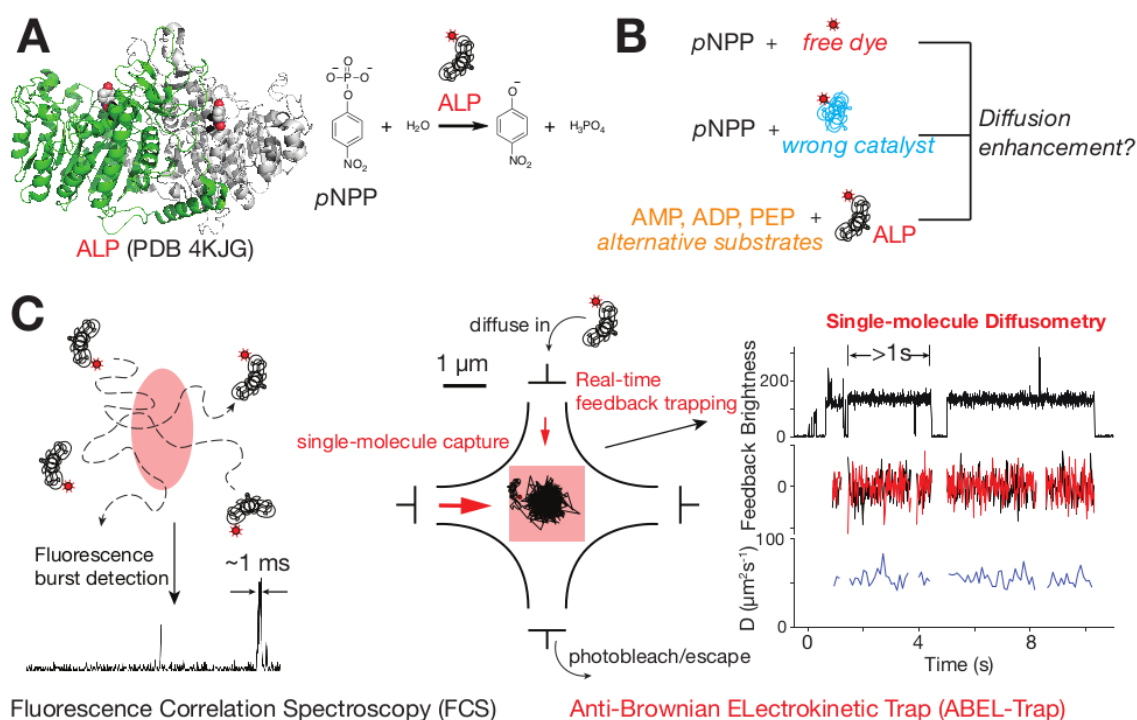 A
O⁻
⁻O-P=O
O
NO₂
pNPP
+ H₂O
ALP
O⁻
NO₂
+ H₃PO₄
ALP (PDB 4KJG)
B
pNPP + free dye
pNPP + wrong catalyst
AMP, ADP, PEP + ALP
alternative substrates
Diffusion
enhancement?
C
Fluorescence
burst detection
~1 ms
Fluorescence Correlation Spectroscopy (FCS)
diffuse in
1 μm
Real-time
feedback trapping
single-molecule capture
photobleach/escape
Anti-Brownian ELectrokinetic Trap (ABEL-Trap)
Single-molecule Diffusometry
>1s
Brightness
200
0
Feedback
0
D (μm²s⁻¹)
100
0
0 4 8
Time (s)